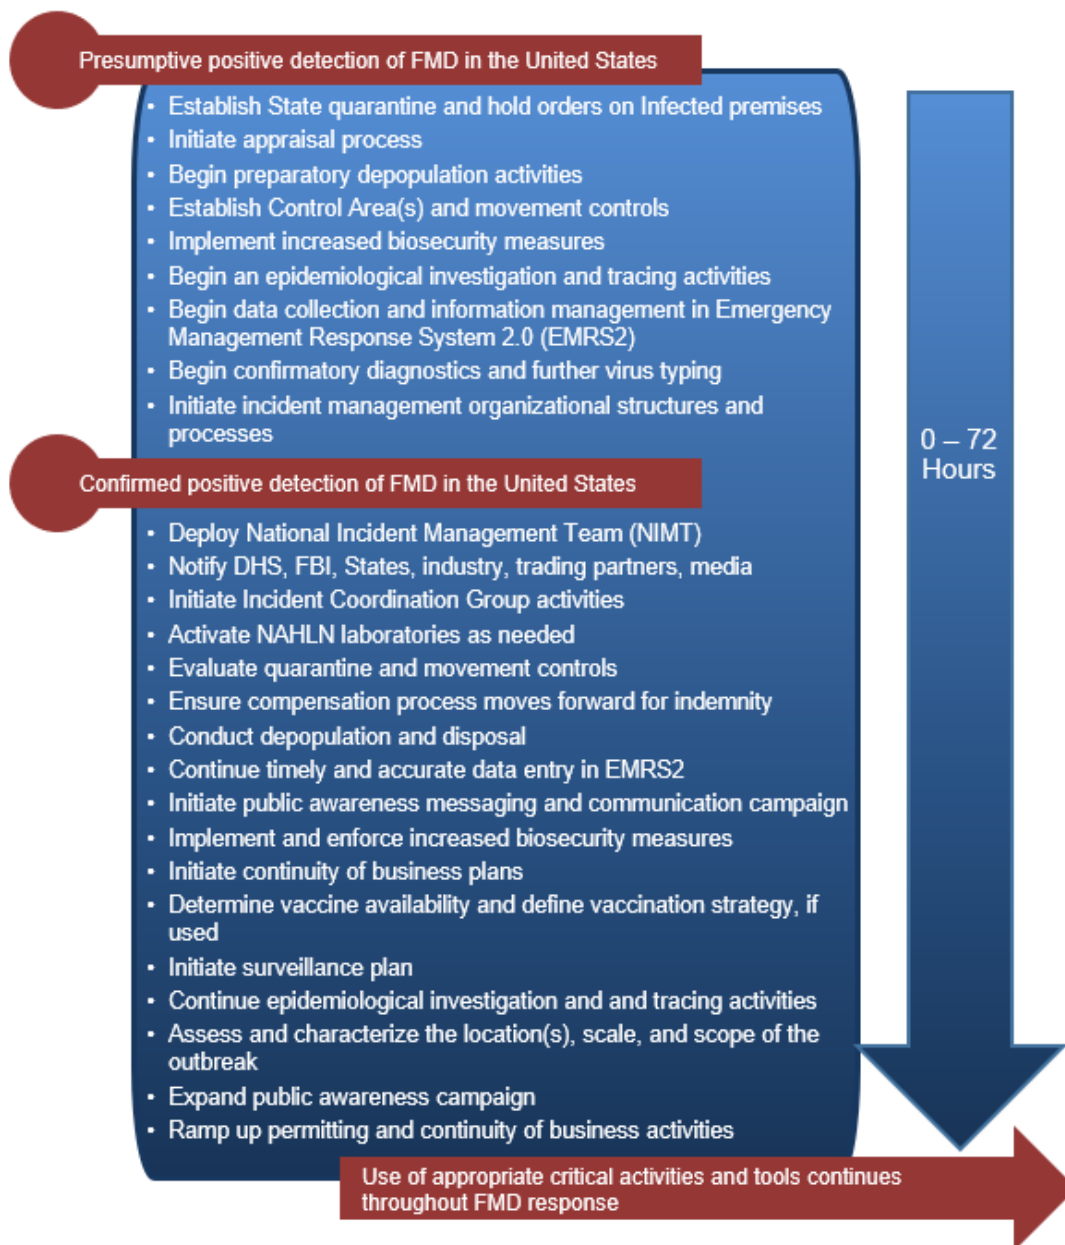 Presumptive positive detection of FMD in the United States
• Establish State quarantine and hold orders on Infected premises
• Initiate appraisal process
• Begin preparatory depopulation activities
• Establish Control Area(s) and movement controls
• Implement increased biosecurity measures
• Begin an epidemiological investigation and tracing activities
• Begin data collection and information management in Emergency
Management Response System 2.0 (EMRS2)
• Begin confirmatory diagnostics and further virus typing
• Initiate incident management organizational structures and
processes
Confirmed positive detection of FMD in the United States
• Deploy National Incident Management Team (NIMT)
• Notify DHS, FBI, States, industry, trading partners, media
• Initiate Incident Coordination Group activities
• Activate NAHLN laboratories as needed
• Evaluate quarantine and movement controls
• Ensure compensation process moves forward for indemnity
• Conduct depopulation and disposal
• Continue timely and accurate data entry in EMRS2
• Initiate public awareness messaging and communication campaign
• Implement and enforce increased biosecurity measures
• Initiate continuity of business plans
• Determine vaccine availability and define vaccination strategy, if
used
• Initiate surveillance plan
• Continue epidemiological investigation and and tracing activities
• Assess and characterize the location(s), scale, and scope of the
outbreak
• Expand public awareness campaign
• Ramp up permitting and continuity of business activities
0 – 72
Hours
Use of appropriate critical activities and tools continues
throughout FMD response